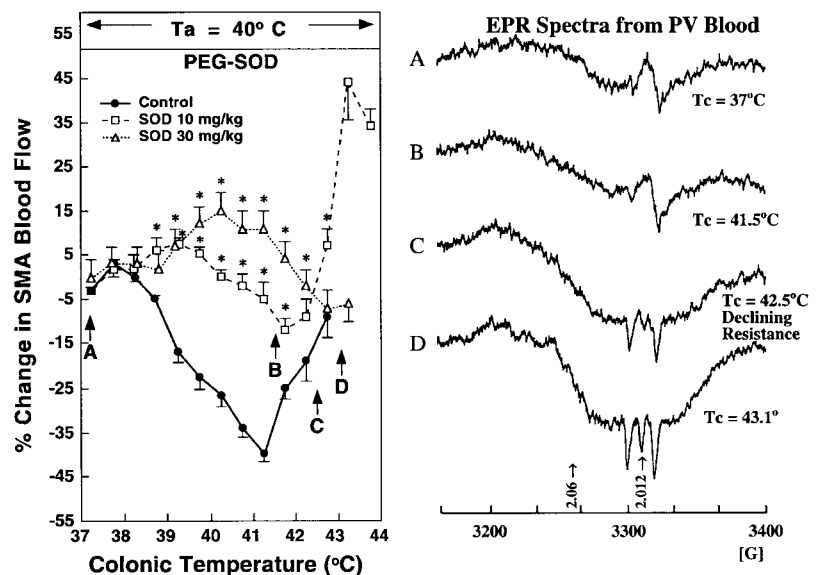 Ta = 40° C
PEG-SOD
Control
SOD 10 mg/kg
SOD 30 mg/kg
% Change in SMA Blood Flow
60
45
35
25
15
5
-5
-15
-25
-35
-45
-55
* * * * * * * * * * * * * *
A
B
C
D
37 38 39 40 41 42 43 44
Colonic Temperature (°C)
EPR Spectra from PV Blood
A
Tc = 37°C
B
Tc = 41.5°C
C
Tc = 42.5°C
Declining
Resistance
D
Tc = 43.1°
2.06 →
2.012 →
3200 3300 3400
[G]